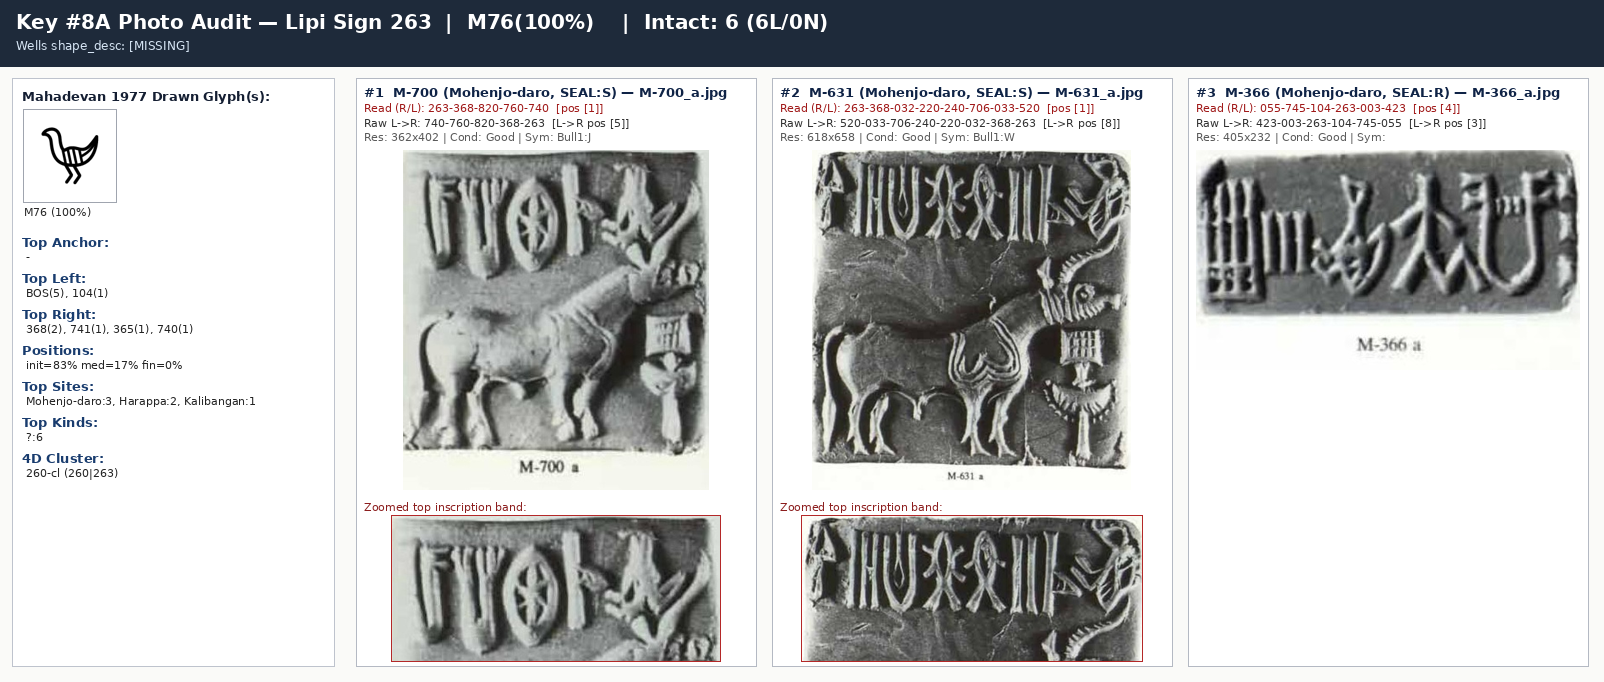 Key #8A Photo Audit — Lipi Sign 263 | M76(100%) | Intact: 6 (6L/0N)
Wells shape_desc: [MISSING]
Mahadevan 1977 Drawn Glyph(s):
M76 (100%)
Top Anchor:
-
Top Left:
BOS(5), 104(1)
Top Right:
368(2), 741(1), 365(1), 740(1)
Positions:
init=83% med=17% fin=0%
Top Sites:
Mohenjo-daro:3, Harappa:2, Kalibangan:1
Top Kinds:
?:6
4D Cluster:
260-cl (260|263)
#1 M-700 (Mohenjo-daro, SEAL:S) — M-700_a.jpg
Read (R/L): 263-368-820-760-740 [pos [1]]
Raw L->R: 740-760-820-368-263 [L->R pos [5]]
Res: 362x402 | Cond: Good | Sym: Bull1:J
M-700 a
Zoomed top inscription band:
#2 M-631 (Mohenjo-daro, SEAL:S) — M-631_a.jpg
Read (R/L): 263-368-032-220-240-706-033-520 [pos [1]]
Raw L->R: 520-033-706-240-220-032-368-263 [L->R pos [8]]
Res: 618x658 | Cond: Good | Sym: Bull1:W
M-631 a
Zoomed top inscription band:
#3 M-366 (Mohenjo-daro, SEAL:R) — M-366_a.jpg
Read (R/L): 055-745-104-263-003-423 [pos [4]]
Raw L->R: 423-003-263-104-745-055 [L->R pos [3]]
Res: 405x232 | Cond: Good | Sym:
M-366 a